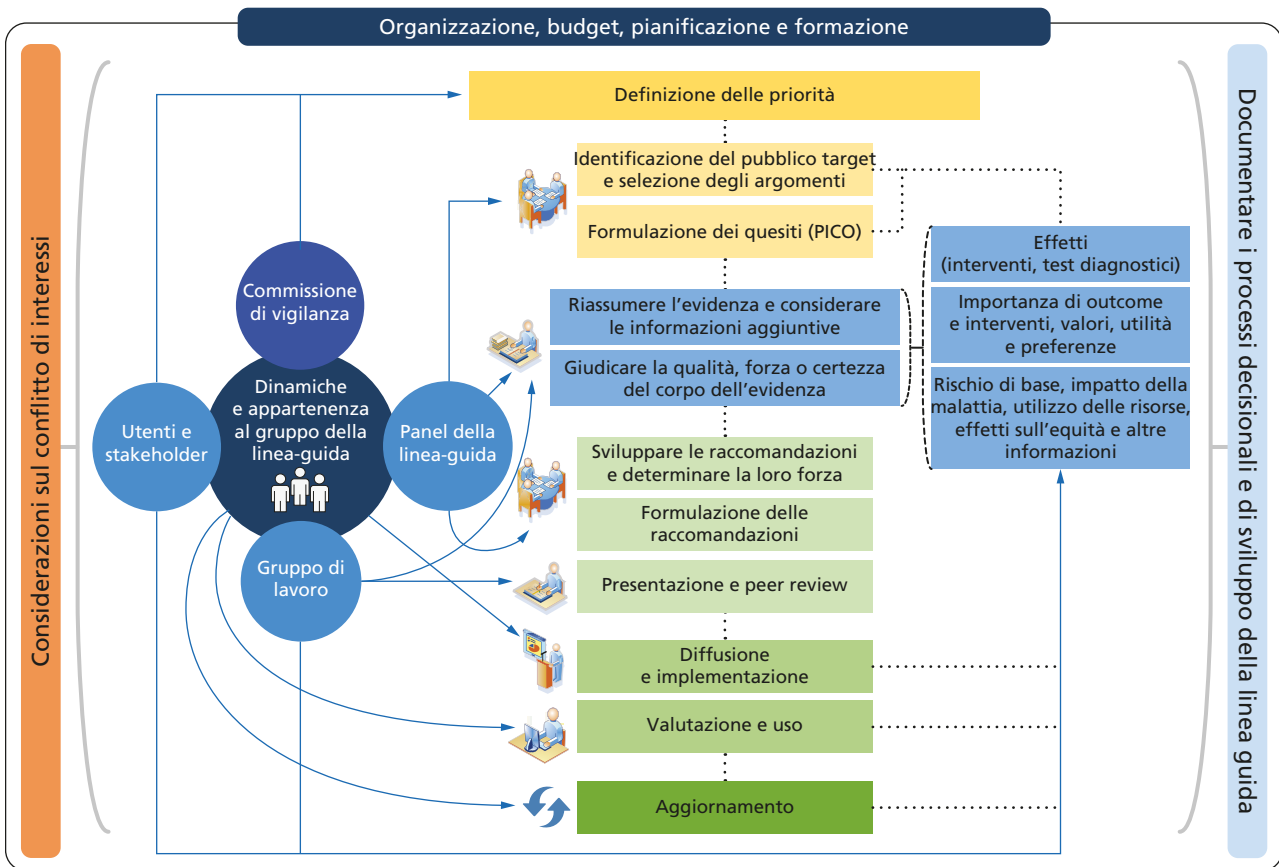 Organizzazione, budget, pianificazione e formazione
Considerazioni sul conflitto di interessi
Definizione delle priorità
Identificazione del pubblico target
e selezione degli argomenti
Formulazione dei quesiti (PICO)
Commissione
di vigilanza
Dinamiche
e appartenenza
al gruppo della
linea-guida
Utenti e
stakeholder
Panel della
linea-guida
Gruppo di
lavoro
Riassumere l’evidenza e considerare
le informazioni aggiuntive
Giudicare la qualità, forza o certezza
del corpo dell’evidenza
Effetti
(interventi, test diagnostici)
Importanza di outcome
e interventi, valori, utilità
e preferenze
Rischio di base, impatto della
malattia, utilizzo delle risorse,
effetti sull’equità e altre
informazioni
Sviluppare le raccomandazioni
e determinare la loro forza
Formulazione delle
raccomandazioni
Presentazione e peer review
Diffusione
e implementazione
Valutazione e uso
Aggiornamento
Documentare i processi decisionali e di sviluppo della linea guida